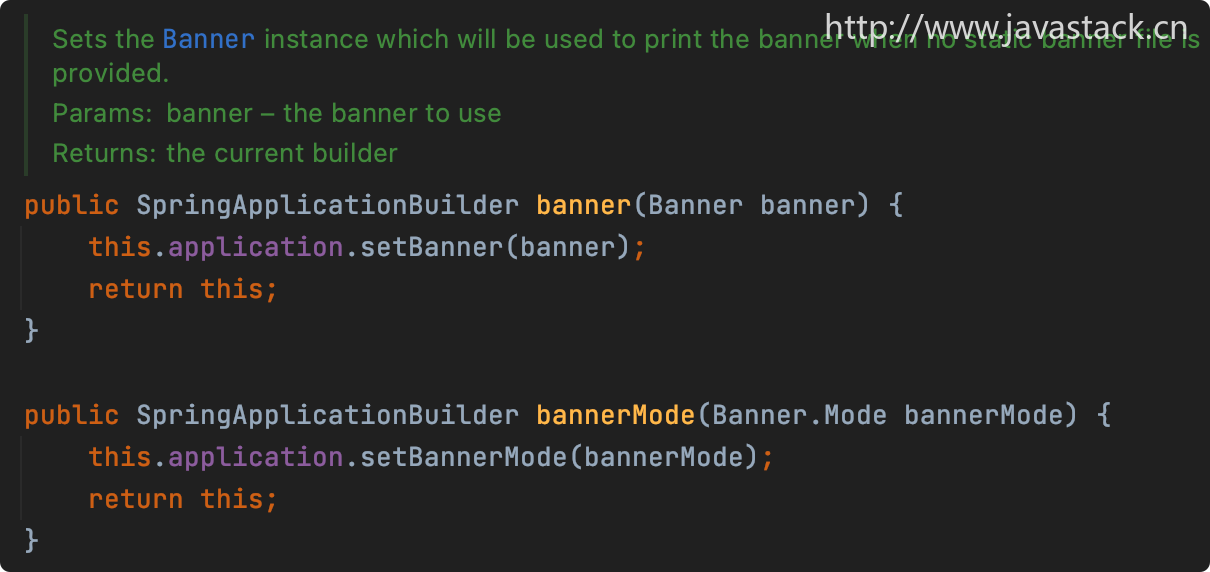 http://www.javastack.cn
Sets the Banner instance which will be used to print the banner when no static banner file is
provided.
Params: banner – the banner to use
Returns: the current builder
public SpringApplicationBuilder banner(Banner banner) {
    this.application.setBanner(banner);
    return this;
}
public SpringApplicationBuilder bannerMode(Banner.Mode bannerMode) {
    this.application.setBannerMode(bannerMode);
    return this;
}